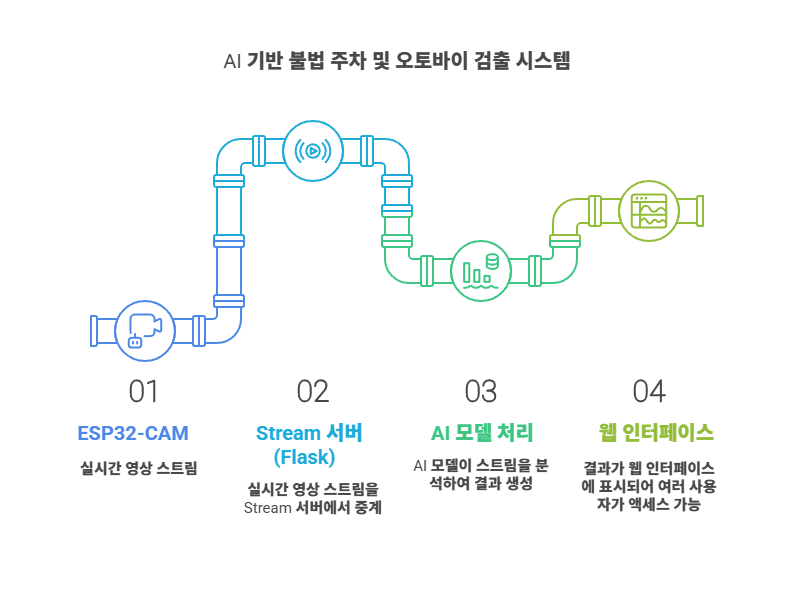 AI 기반 불법 주차 및 오토바이 검출 시스템
01
ESP32-CAM
실시간 영상 스트림
02
Stream 서버
(Flask)
실시간 영상 스트림을
Stream 서버에서 중계
03
AI 모델 처리
AI 모델이 스트림을 분
석하여 결과 생성
04
웹 인터페이스
결과가 웹 인터페이스
에 표시되어 여러 사용
자가 액세스 가능